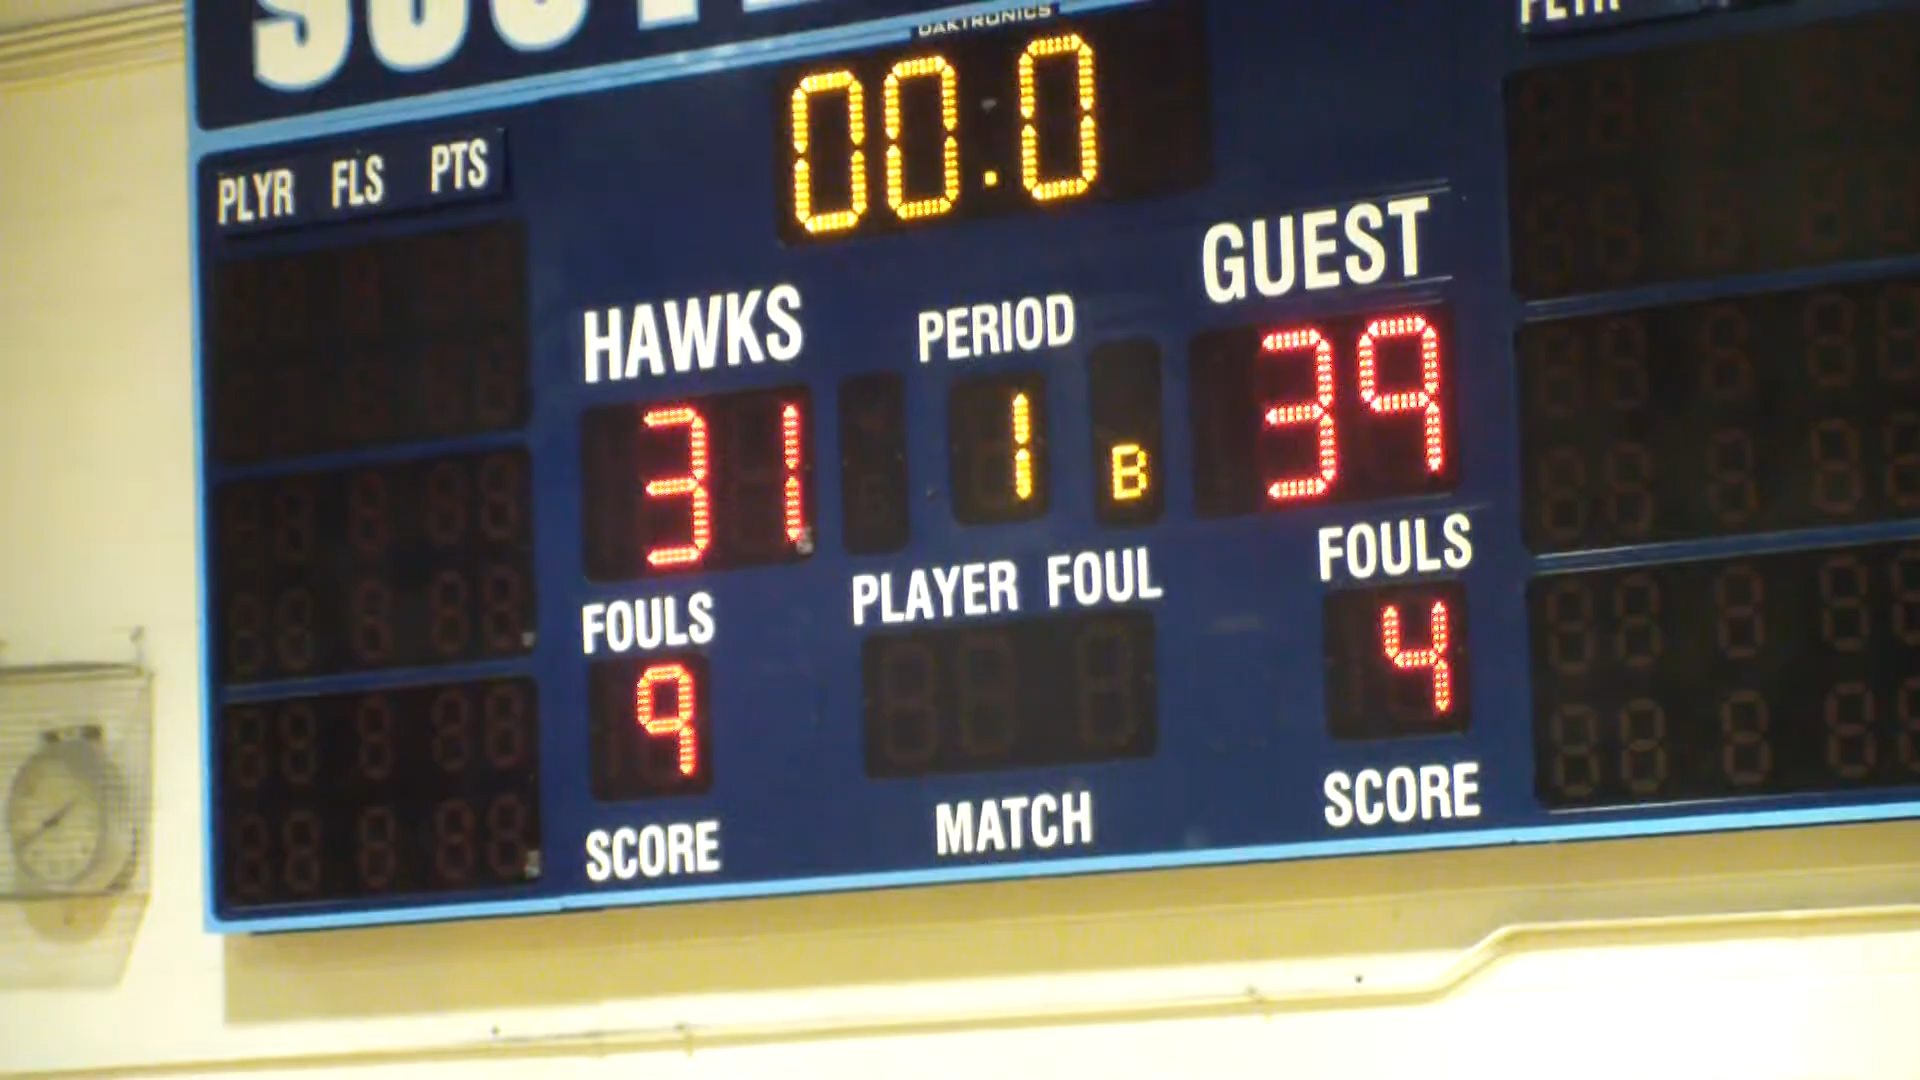 DAKTRONICS
00.0
PLYR FLS PTS
HAWKS
PERIOD
GUEST
31
1
B
39
FOULS
PLAYER FOUL
FOULS
9
4
SCORE
MATCH
SCORE